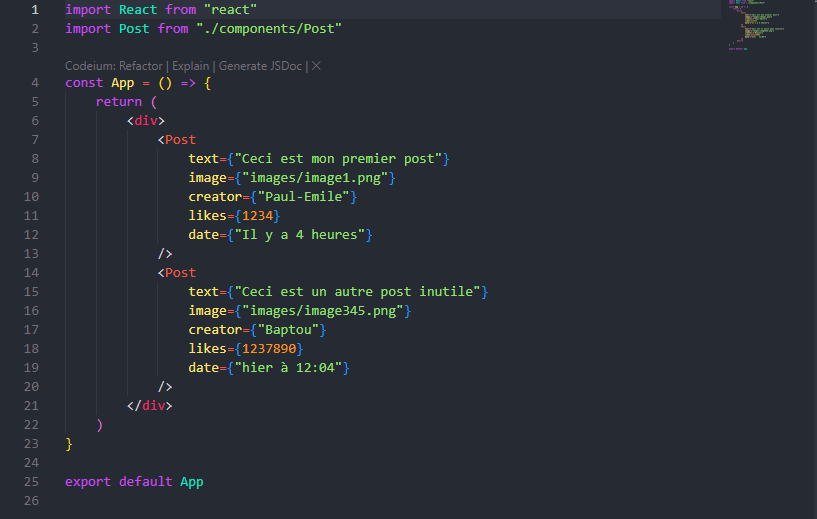 1 import React from "react"
2 import Post from "./components/Post"
3
Codeium: Refactor | Explain | Generate JSDoc | ✕
4 const App = () => {
5     return (
6         <div>
7             <Post
8                 text={"Ceci est mon premier post"}
9                 image={"images/image1.png"}
10                 creator={"Paul-Emile"}
11                 likes={1234}
12                 date={"Il y a 4 heures"}
13             />
14             <Post
15                 text={"Ceci est un autre post inutile"}
16                 image={"images/image345.png"}
17                 creator={"Baptou"}
18                 likes={1237890}
19                 date={"hier à 12:04"}
20             />
21         </div>
22     )
23 }
24
25 export default App
26